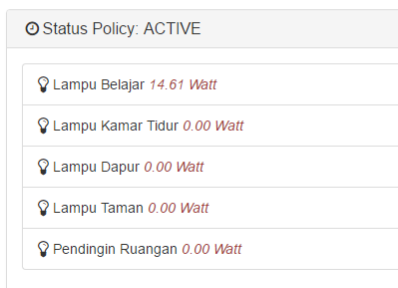 Status Policy: ACTIVE
Lampu Belajar 14.61 Watt
Lampu Kamar Tidur 0.00 Watt
Lampu Dapur 0.00 Watt
Lampu Taman 0.00 Watt
Pendingin Ruangan 0.00 Watt